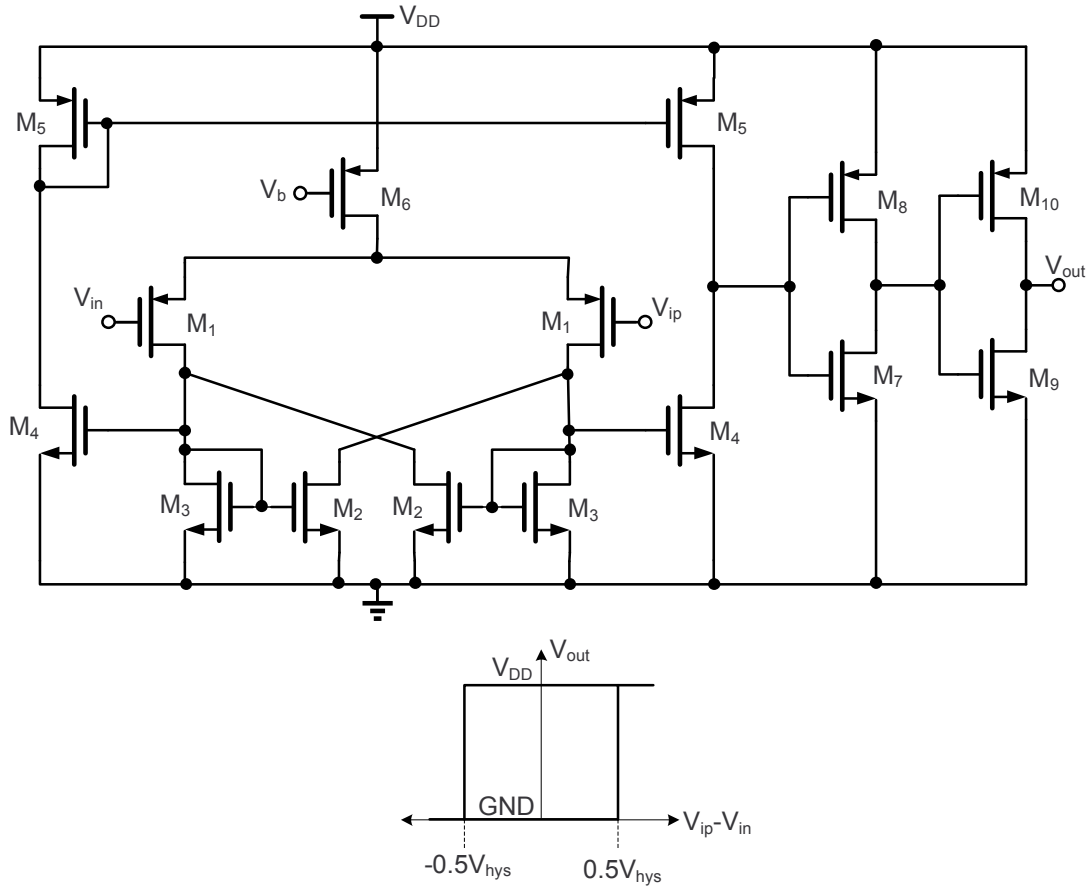 V_DD
M_5
M_5
V_b
M_6
M_8
M_10
V_in
M_1
M_1
V_ip
V_out
M_7
M_9
M_4
M_4
M_3
M_2
M_2
M_3
V_out
V_DD
GND
V_ip-V_in
-0.5V_hys
0.5V_hys